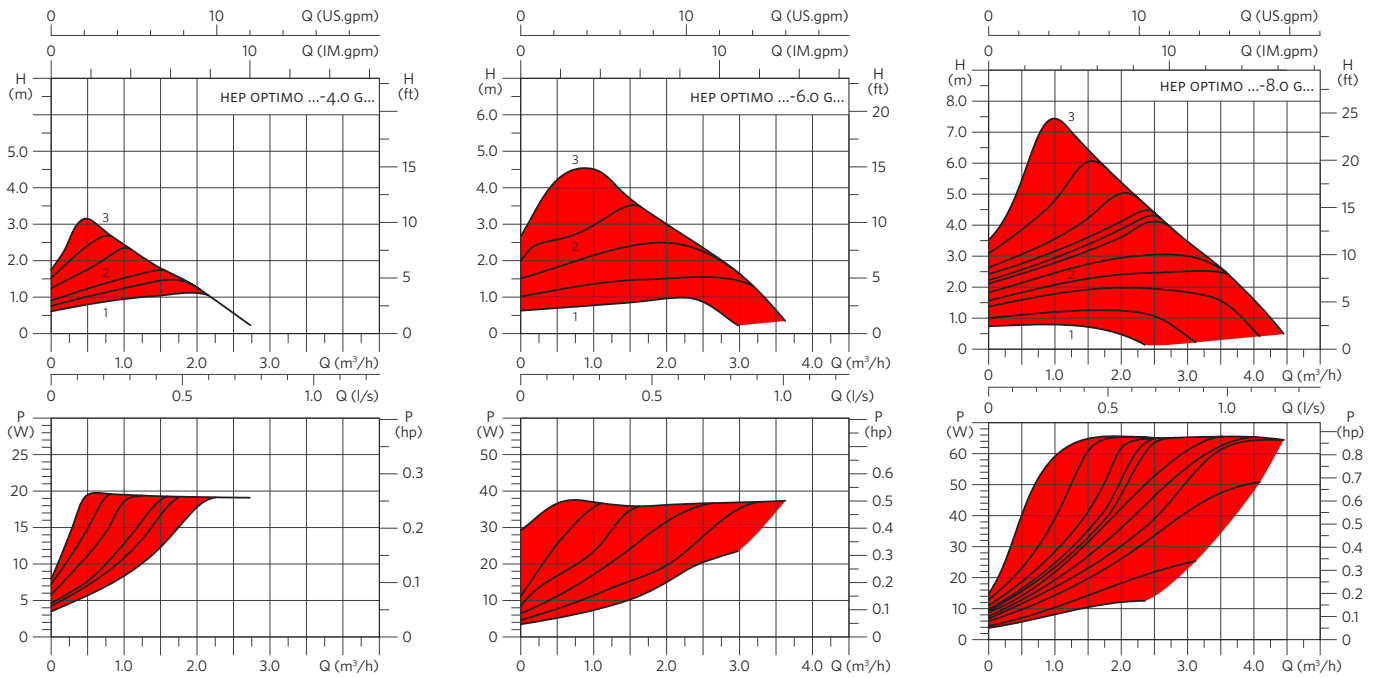 0 10 Q (US.gpm)
0 10 Q (IM.gpm)
H (m)
H (ft)
HEP OPTIMO ...-4.0 G...
5.0
4.0
3.0
2.0
1.0
0
15
10
5
0
3
2
1
0 1.0 2.0 3.0 Q (m³/h)
0 0.5 1.0 Q (l/s)
P (W)
P (hp)
25
20
15
10
5
0
0.3
0.2
0.1
0
0 1.0 2.0 3.0 Q (m³/h)
0 10 Q (US.gpm)
0 10 Q (IM.gpm)
H (m)
H (ft)
HEP OPTIMO ...-6.0 G...
6.0
5.0
4.0
3.0
2.0
1.0
0
20
15
10
5
0
3
2
1
0 1.0 2.0 3.0 4.0 Q (m³/h)
0 0.5 1.0 Q (l/s)
P (W)
P (hp)
50
40
30
20
10
0
0.6
0.5
0.4
0.3
0.2
0.1
0
0 1.0 2.0 3.0 4.0 Q (m³/h)
0 10 Q (US.gpm)
0 10 Q (IM.gpm)
H (m)
H (ft)
HEP OPTIMO ...-8.0 G...
8.0
7.0
6.0
5.0
4.0
3.0
2.0
1.0
0
25
20
15
10
5
0
3
2
1
0 1.0 2.0 3.0 4.0 Q (m³/h)
0 0.5 1.0 Q (l/s)
P (W)
P (hp)
60
50
40
30
20
10
0
0.8
0.7
0.6
0.5
0.4
0.3
0.2
0.1
0
0 1.0 2.0 3.0 4.0 Q (m³/h)